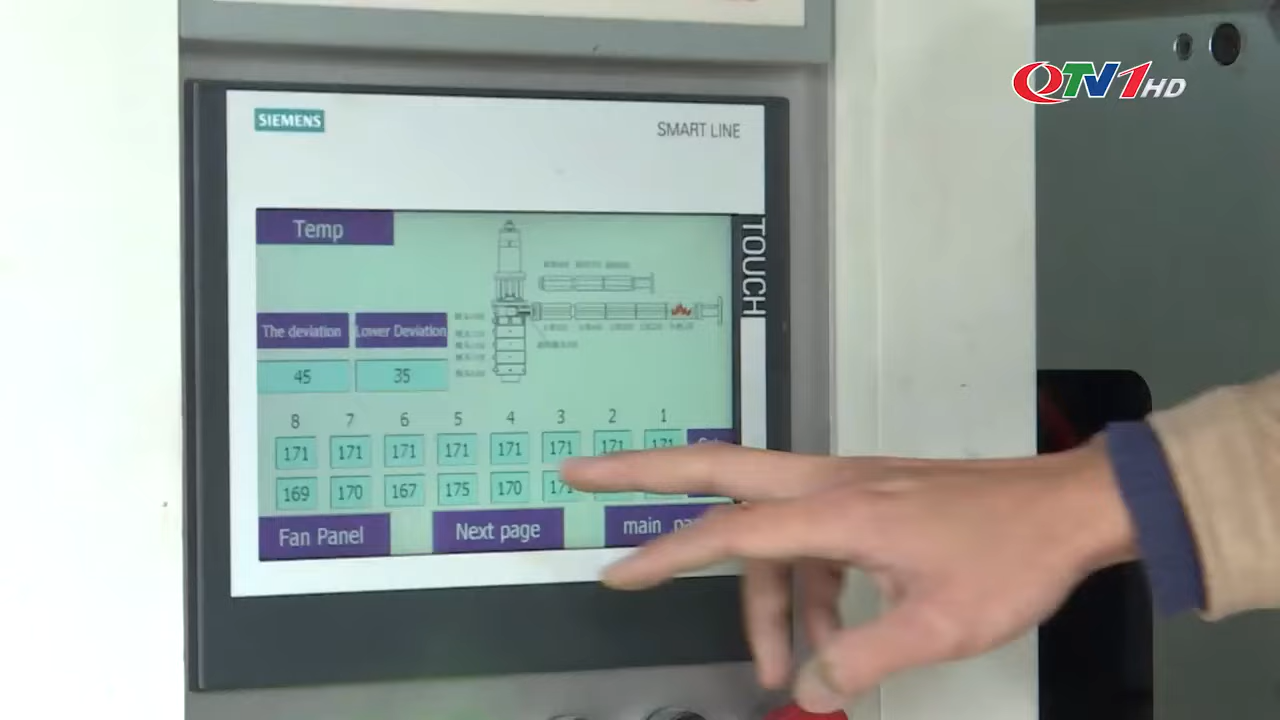 QTV1HD
SIEMENS
SMART LINE
TOUCH
Temp
The deviation
Lower Deviation
45
35
8 7 6 5 4 3 2 1
171 171 171 171 171 171 171 171
169 170 167 175 170 171
Fan Panel
Next page
main